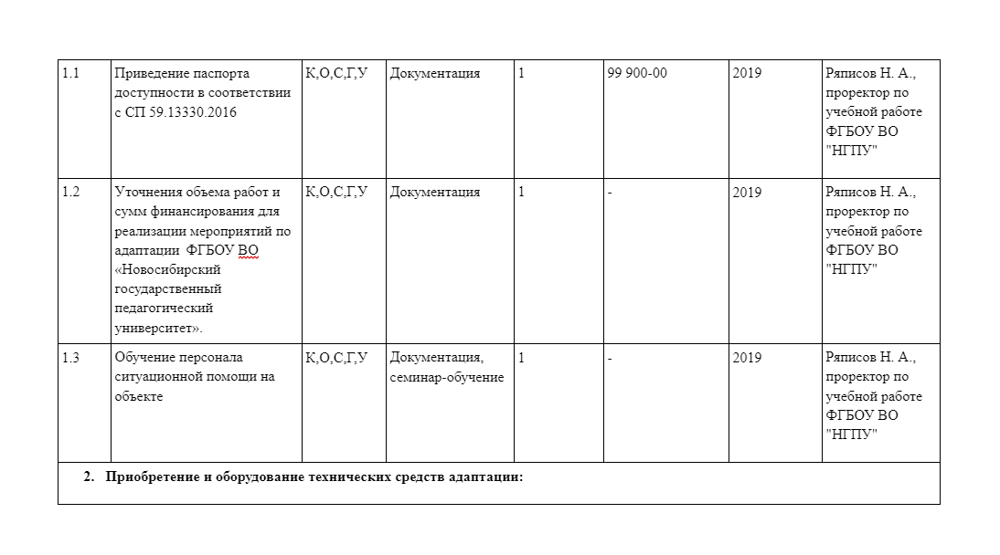 1.1
Приведение паспорта
доступности в соответствии
с СП 59.13330.2016
К,О,С,Г,У
Документация
1
99 900-00
2019
Ряписов Н. А.,
проректор по
учебной работе
ФГБОУ ВО
"НГПУ"
1.2
Уточнения объема работ и
сумм финансирования для
реализации мероприятий по
адаптации ФГБОУ ВО
«Новосибирский
государственный
педагогический
университет».
К,О,С,Г,У
Документация
1
-
2019
Ряписов Н. А.,
проректор по
учебной работе
ФГБОУ ВО
"НГПУ"
1.3
Обучение персонала
ситуационной помощи на
объекте
К,О,С,Г,У
Документация,
семинар-обучение
1
-
2019
Ряписов Н. А.,
проректор по
учебной работе
ФГБОУ ВО
"НГПУ"
2. Приобретение и оборудование технических средств адаптации: